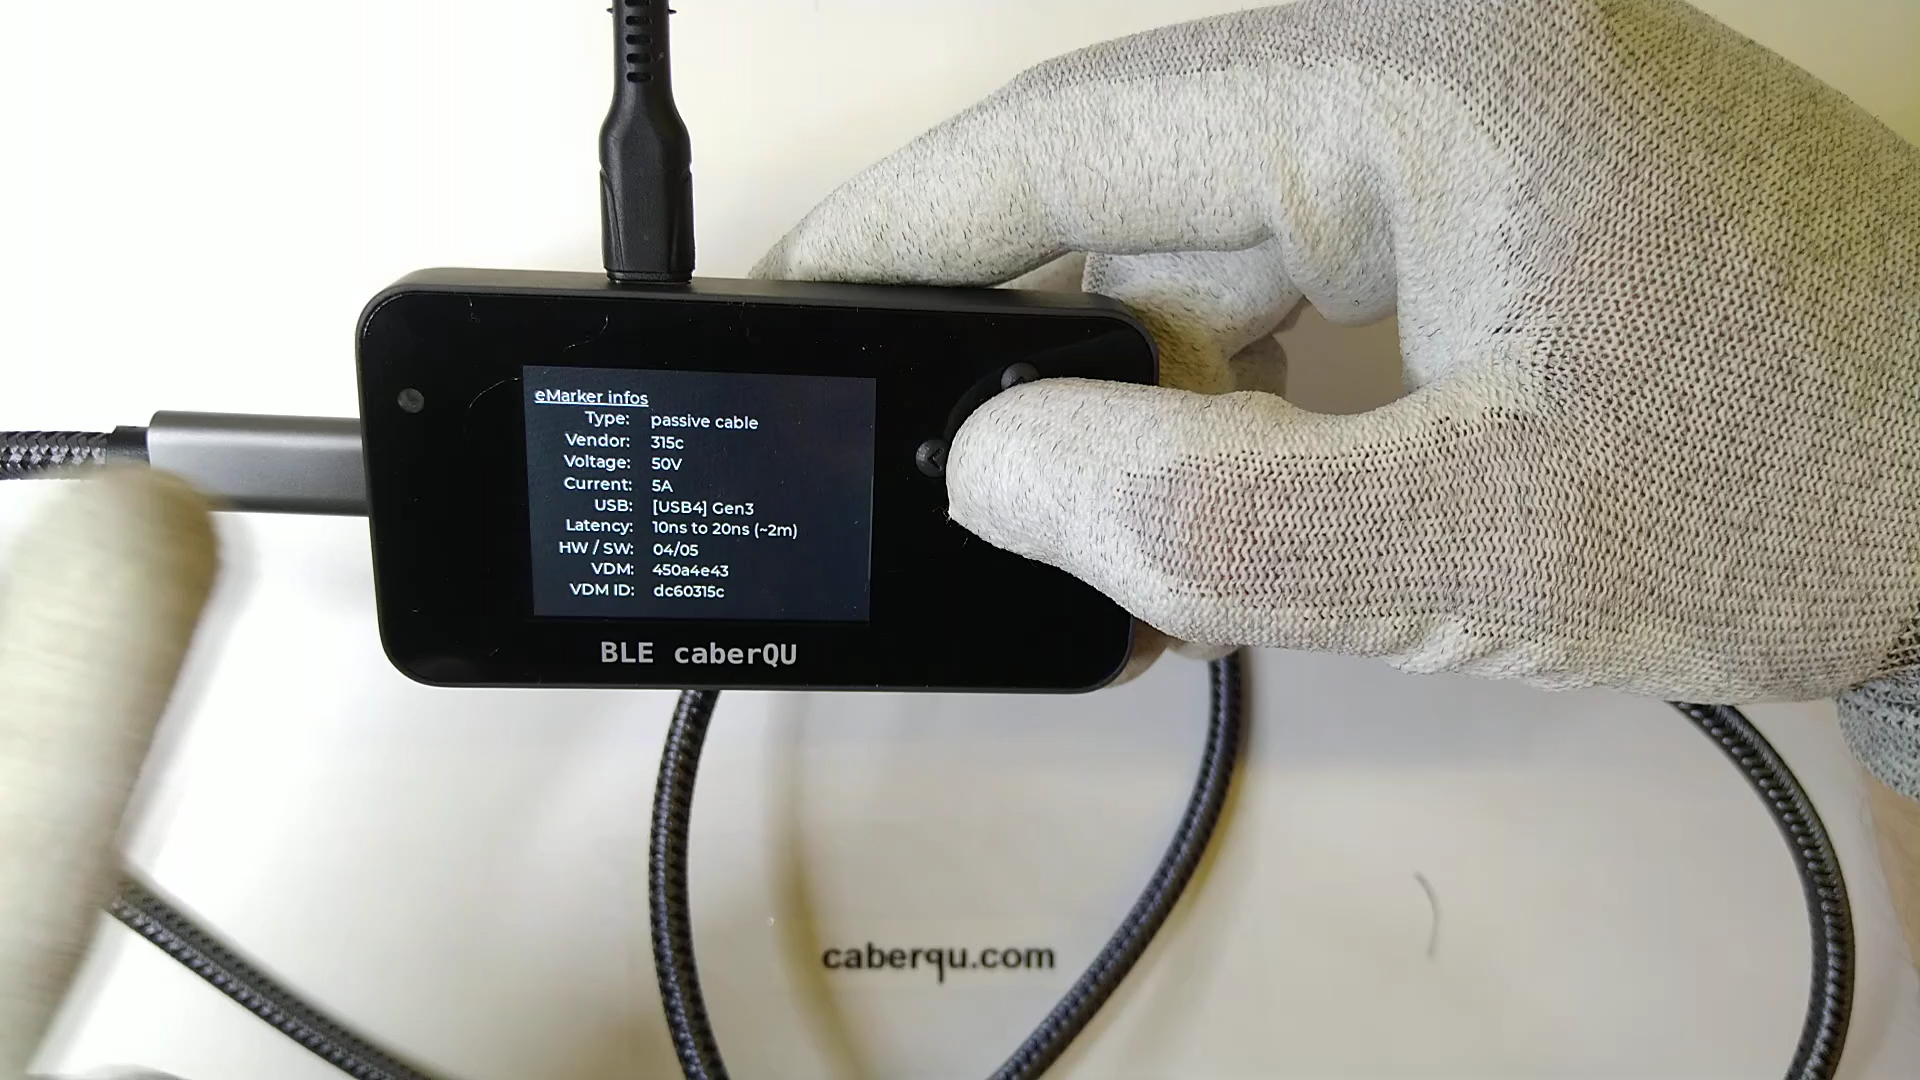 eMarker infos
Type: passive cable
Vendor: 315c
Voltage: 50V
Current: 5A
USB: [USB4] Gen3
Latency: 10ns to 20ns (~2m)
HW / SW: 04/05
VDM: 450a4e43
VDM ID: dc60315c
BLE caberQU
caberqu.com